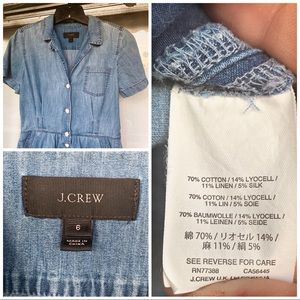 J.CREW
6
MADE IN
CHINA
70% COTTON / 14% LYOCELL /
11% LINEN / 5% SILK
70% COTON / 14% LYOCELL /
11% LIN / 5% SOIE
70% BAUMWOLLE / 14% LYOCELL /
11% LEINEN / 5% SEIDE
綿 70% / リオセル 14% /
麻 11% / 絹 5%
SEE REVERSE FOR CARE
RN77388 CA56445
J.CREW U.K.